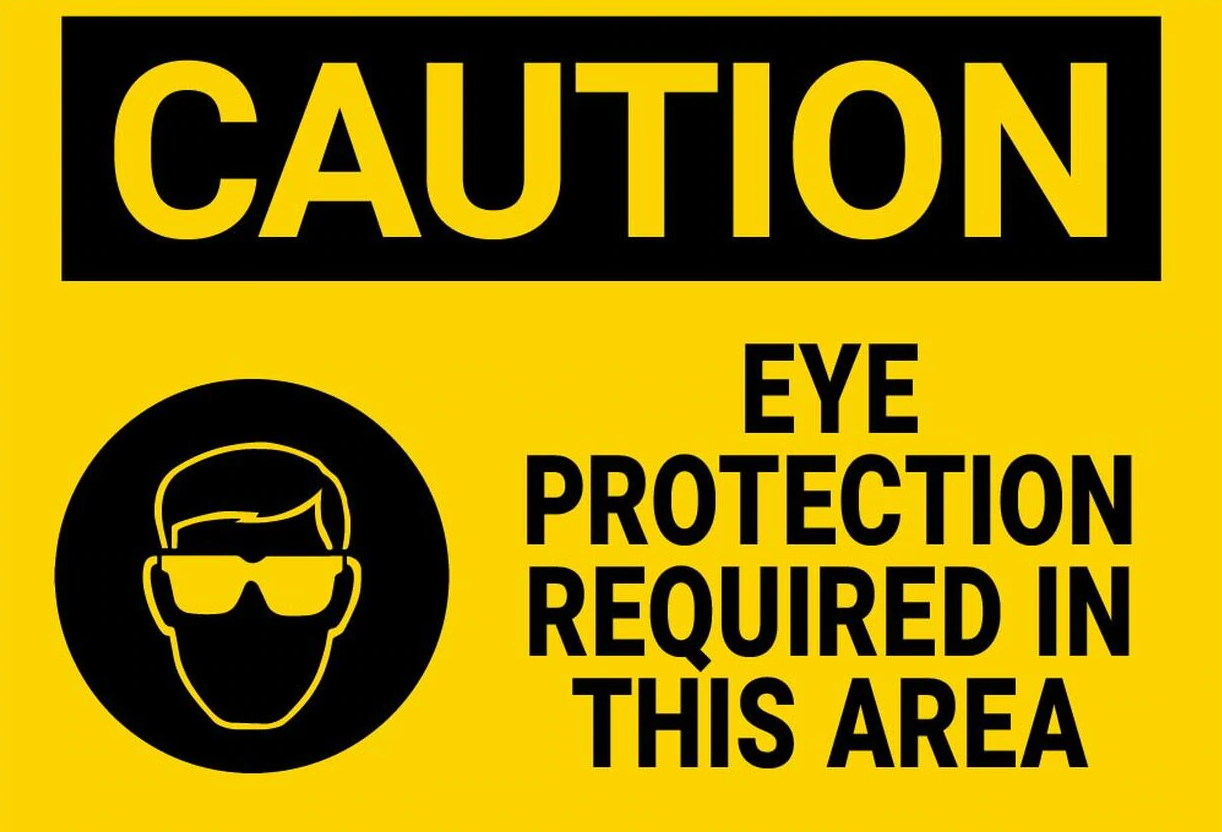 CAUTION
EYE
PROTECTION
REQUIRED IN
THIS AREA